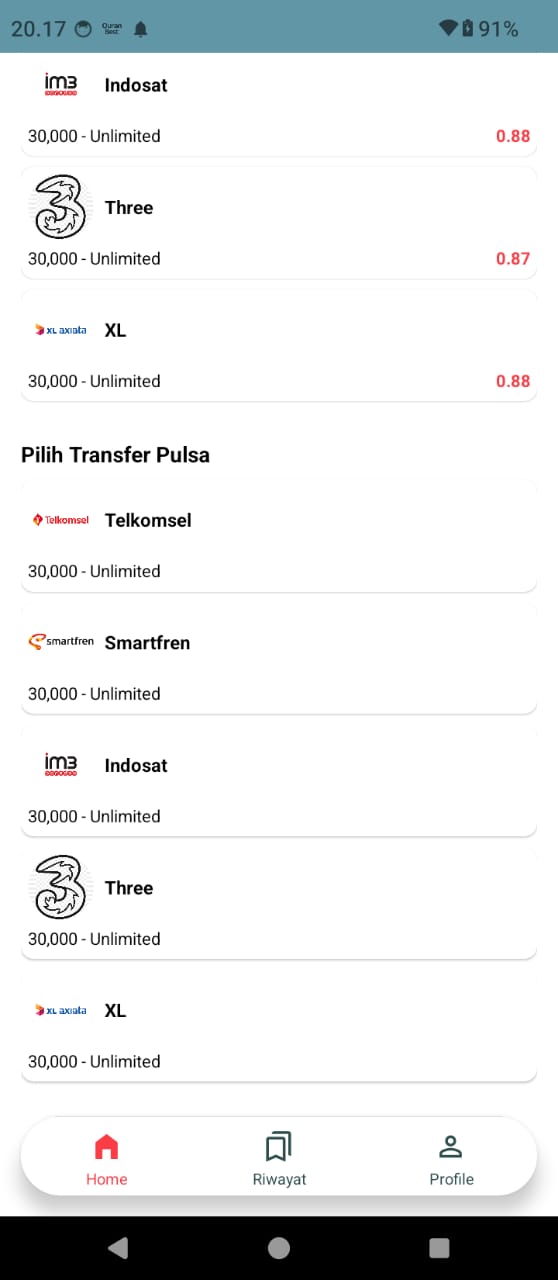 20.17 Quran Best 91%
im3 Indosat
OOREDOO
30,000 - Unlimited 0.88
Three
30,000 - Unlimited 0.87
XL axiata XL
30,000 - Unlimited 0.88
Pilih Transfer Pulsa
Telkomsel Telkomsel
30,000 - Unlimited
smartfren Smartfren
30,000 - Unlimited
im3 Indosat
OOREDOO
30,000 - Unlimited
Three
30,000 - Unlimited
XL axiata XL
30,000 - Unlimited
Home Riwayat Profile